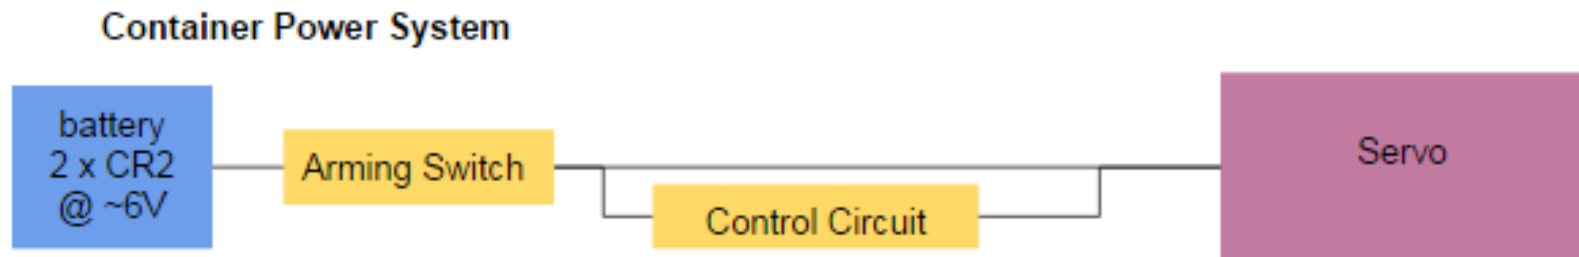 Container Power System
battery
2 x CR2
@ ~6V
Arming Switch
Control Circuit
Servo